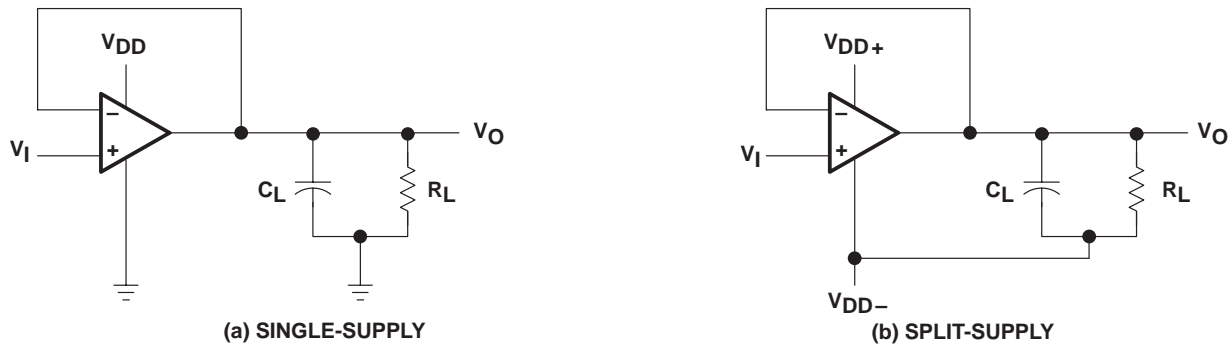 VDD
−
+
VI
VO
CL
RL
(a) SINGLE-SUPPLY
VDD+
−
+
VI
VO
CL
RL
VDD−
(b) SPLIT-SUPPLY